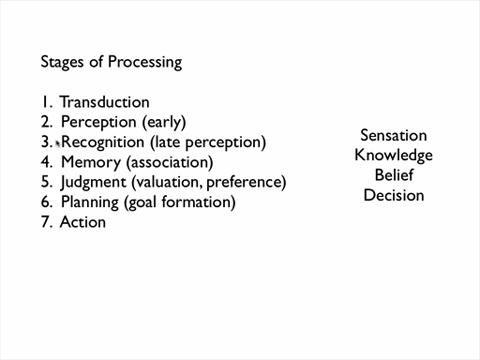 Stages of Processing
1. Transduction
2. Perception (early)
3. Recognition (late perception)
4. Memory (association)
5. Judgment (valuation, preference)
6. Planning (goal formation)
7. Action
Sensation
Knowledge
Belief
Decision